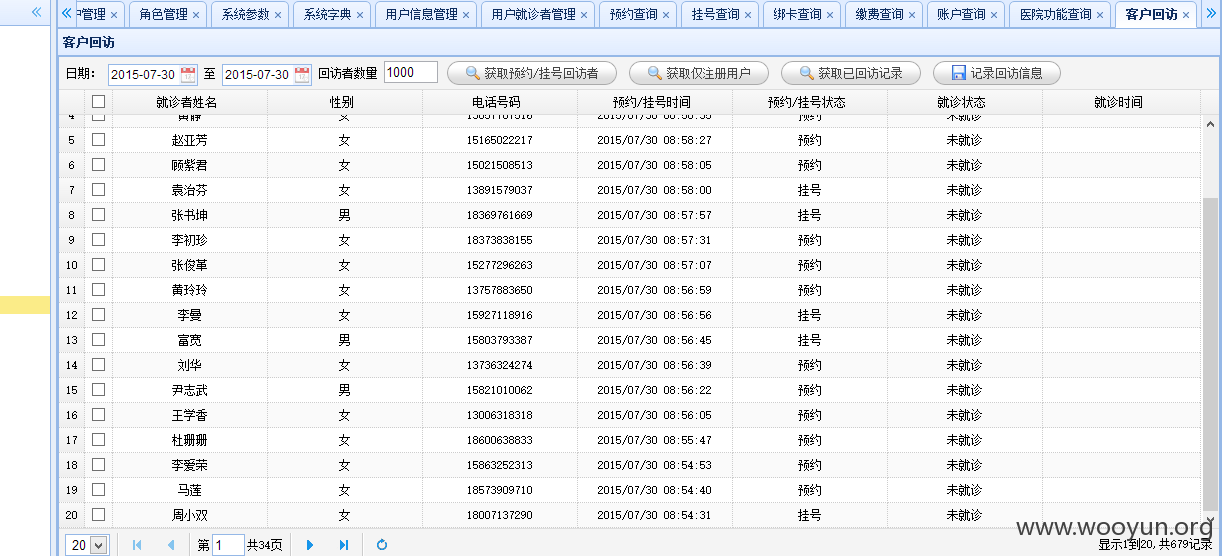 户管理 角色管理 系统参数 系统字典 用户信息管理 用户就诊者管理 预约查询 挂号查询 绑卡查询 缴费查询 账户查询 医院功能查询 客户回访
客户回访
日期: 2015-07-30 至 2015-07-30 回访者数量 1000 获取预约/挂号回访者 获取仅注册用户 获取已回访记录 记录回访信息
就诊者姓名 性别 电话号码 预约/挂号时间 预约/挂号状态 就诊状态 就诊时间
4 女 预约 未就诊
5 赵亚芳 女 15165022217 2015/07/30 08:58:27 预约 未就诊
6 顾紫君 女 15021508513 2015/07/30 08:58:05 预约 未就诊
7 袁治芬 女 13891579037 2015/07/30 08:58:00 挂号 未就诊
8 张书坤 男 18369761669 2015/07/30 08:57:57 挂号 未就诊
9 李初珍 女 18373838155 2015/07/30 08:57:31 预约 未就诊
10 张俊革 女 15277296263 2015/07/30 08:57:07 预约 未就诊
11 黄玲玲 女 13757883650 2015/07/30 08:56:59 预约 未就诊
12 李曼 女 15927118916 2015/07/30 08:56:56 挂号 未就诊
13 富宽 男 15803793387 2015/07/30 08:56:45 挂号 未就诊
14 刘华 女 13736324274 2015/07/30 08:56:39 预约 未就诊
15 尹志武 男 15821010062 2015/07/30 08:56:22 预约 未就诊
16 王学香 女 13006318318 2015/07/30 08:56:05 预约 未就诊
17 杜珊珊 女 18600638833 2015/07/30 08:55:47 预约 未就诊
18 李爱荣 女 15863252313 2015/07/30 08:54:53 预约 未就诊
19 马莲 女 18573909710 2015/07/30 08:54:40 预约 未就诊
20 周小双 女 18007137290 2015/07/30 08:54:31 挂号 未就诊
www.wooyun.org
20 第 1 共34页 显示1到20, 共679记录